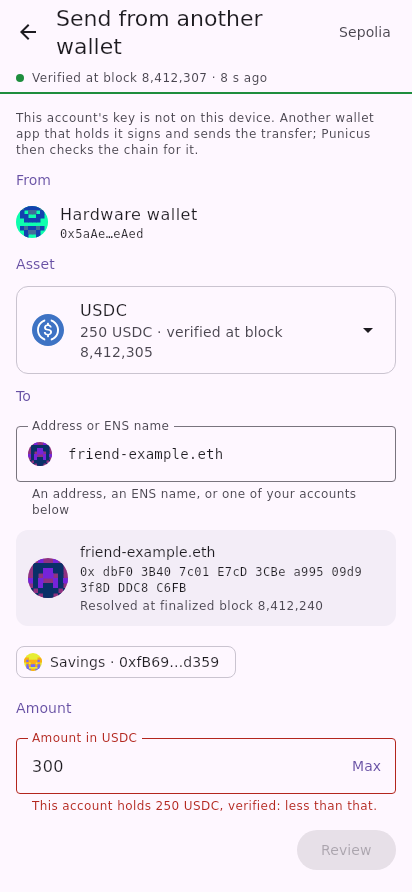 Send from another
wallet
Sepolia
Verified at block 8,412,307 · 8 s ago
This account's key is not on this device. Another wallet
app that holds it signs and sends the transfer; Punicus
then checks the chain for it.
From
Hardware wallet
0x5aAe…eAed
Asset
USDC
250 USDC · verified at block
8,412,305
To
Address or ENS name
friend-example.eth
An address, an ENS name, or one of your accounts
below
friend-example.eth
0x dbF0 3B40 7c01 E7cD 3CBe a995 09d9
3f8D DDC8 C6FB
Resolved at finalized block 8,412,240
Savings · 0xfB69…d359
Amount
Amount in USDC
300
Max
This account holds 250 USDC, verified: less than that.
Review